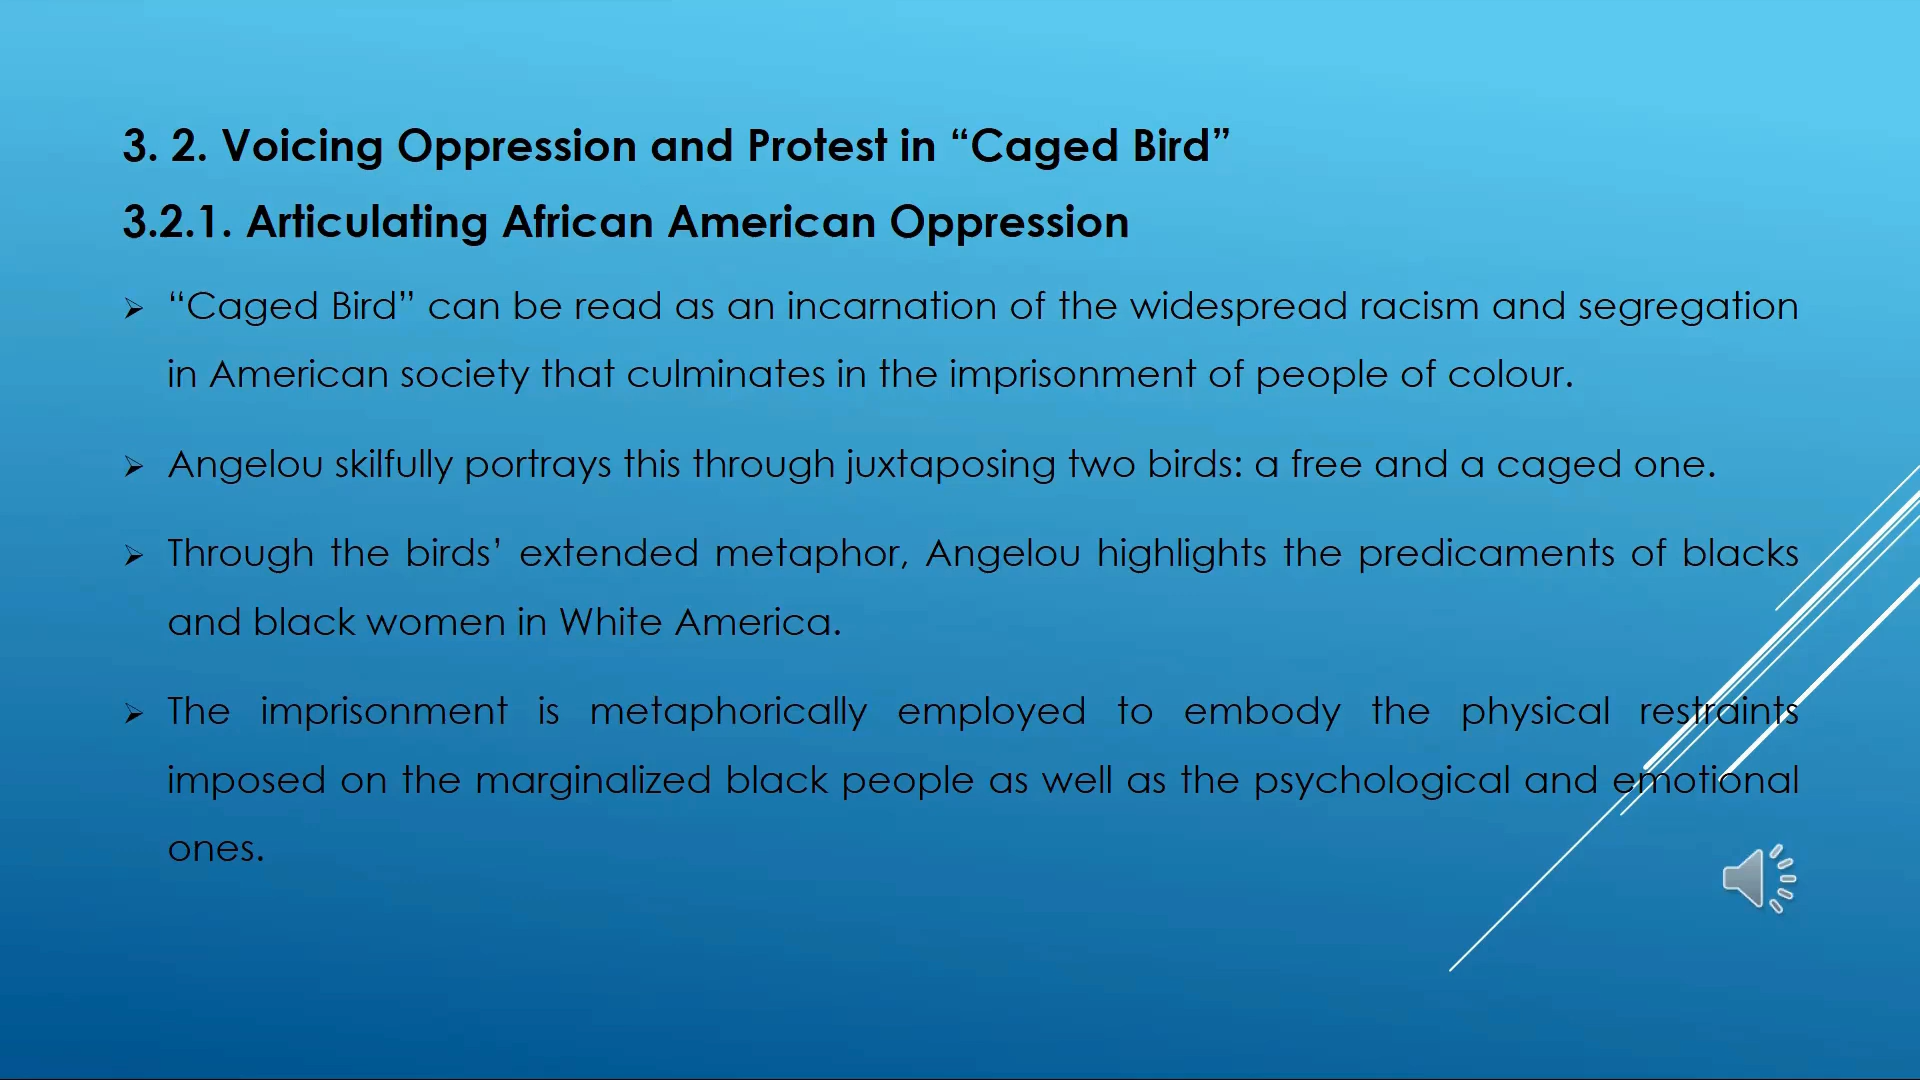 3. 2. Voicing Oppression and Protest in “Caged Bird”
3.2.1. Articulating African American Oppression
➢ “Caged Bird” can be read as an incarnation of the widespread racism and segregation
in American society that culminates in the imprisonment of people of colour.
➢ Angelou skilfully portrays this through juxtaposing two birds: a free and a caged one.
➢ Through the birds’ extended metaphor, Angelou highlights the predicaments of blacks
and black women in White America.
➢ The imprisonment is metaphorically employed to embody the physical restraints
imposed on the marginalized black people as well as the psychological and emotional
ones.